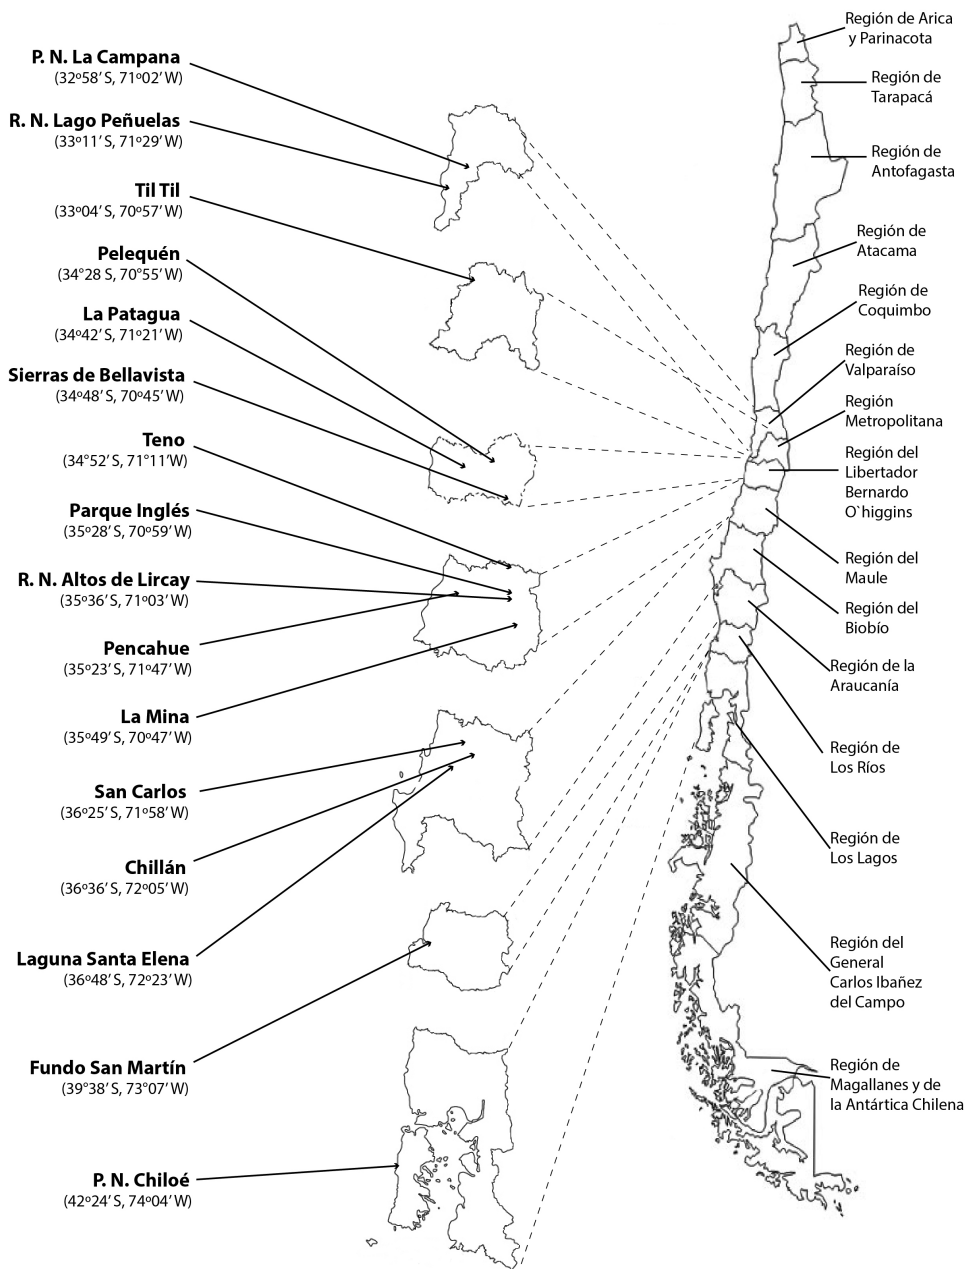 P. N. La Campana
(32º58’ S, 71º02’ W)
R. N. Lago Peñuelas
(33º11’ S, 71º29’ W)
Til Til
(33º04’ S, 70º57’ W)
Pelequén
(34°28 S, 70°55’ W)
La Patagua
(34º42’ S, 71º21’ W)
Sierras de Bellavista
(34º48’ S, 70º45’ W)
Teno
(34°52’ S, 71°11’W)
Parque Inglés
(35º28’ S, 70º59’ W)
R. N. Altos de Lircay
(35º36’ S, 71º03’ W)
Pencahue
(35º23’ S, 71º47’ W)
La Mina
(35º49’ S, 70º47’ W)
San Carlos
(36º25’ S, 71º58’ W)
Chillán
(36º36’ S, 72º05’ W)
Laguna Santa Elena
(36º48’ S, 72º23’ W)
Fundo San Martín
(39º38’ S, 73°07’ W)
P. N. Chiloé
(42º24’ S, 74º04’ W)
Región de Arica
y Parinacota
Región de
Tarapacá
Región de
Antofagasta
Región de
Atacama
Región de
Coquimbo
Región de
Valparaíso
Región
Metropolitana
Región del
Libertador
Bernardo
O`higgins
Región del
Maule
Región del
Biobío
Región de la
Araucanía
Región de
Los Ríos
Región de
Los Lagos
Región del
General
Carlos Ibañez
del Campo
Región de
Magallanes y de
la Antártica Chilena